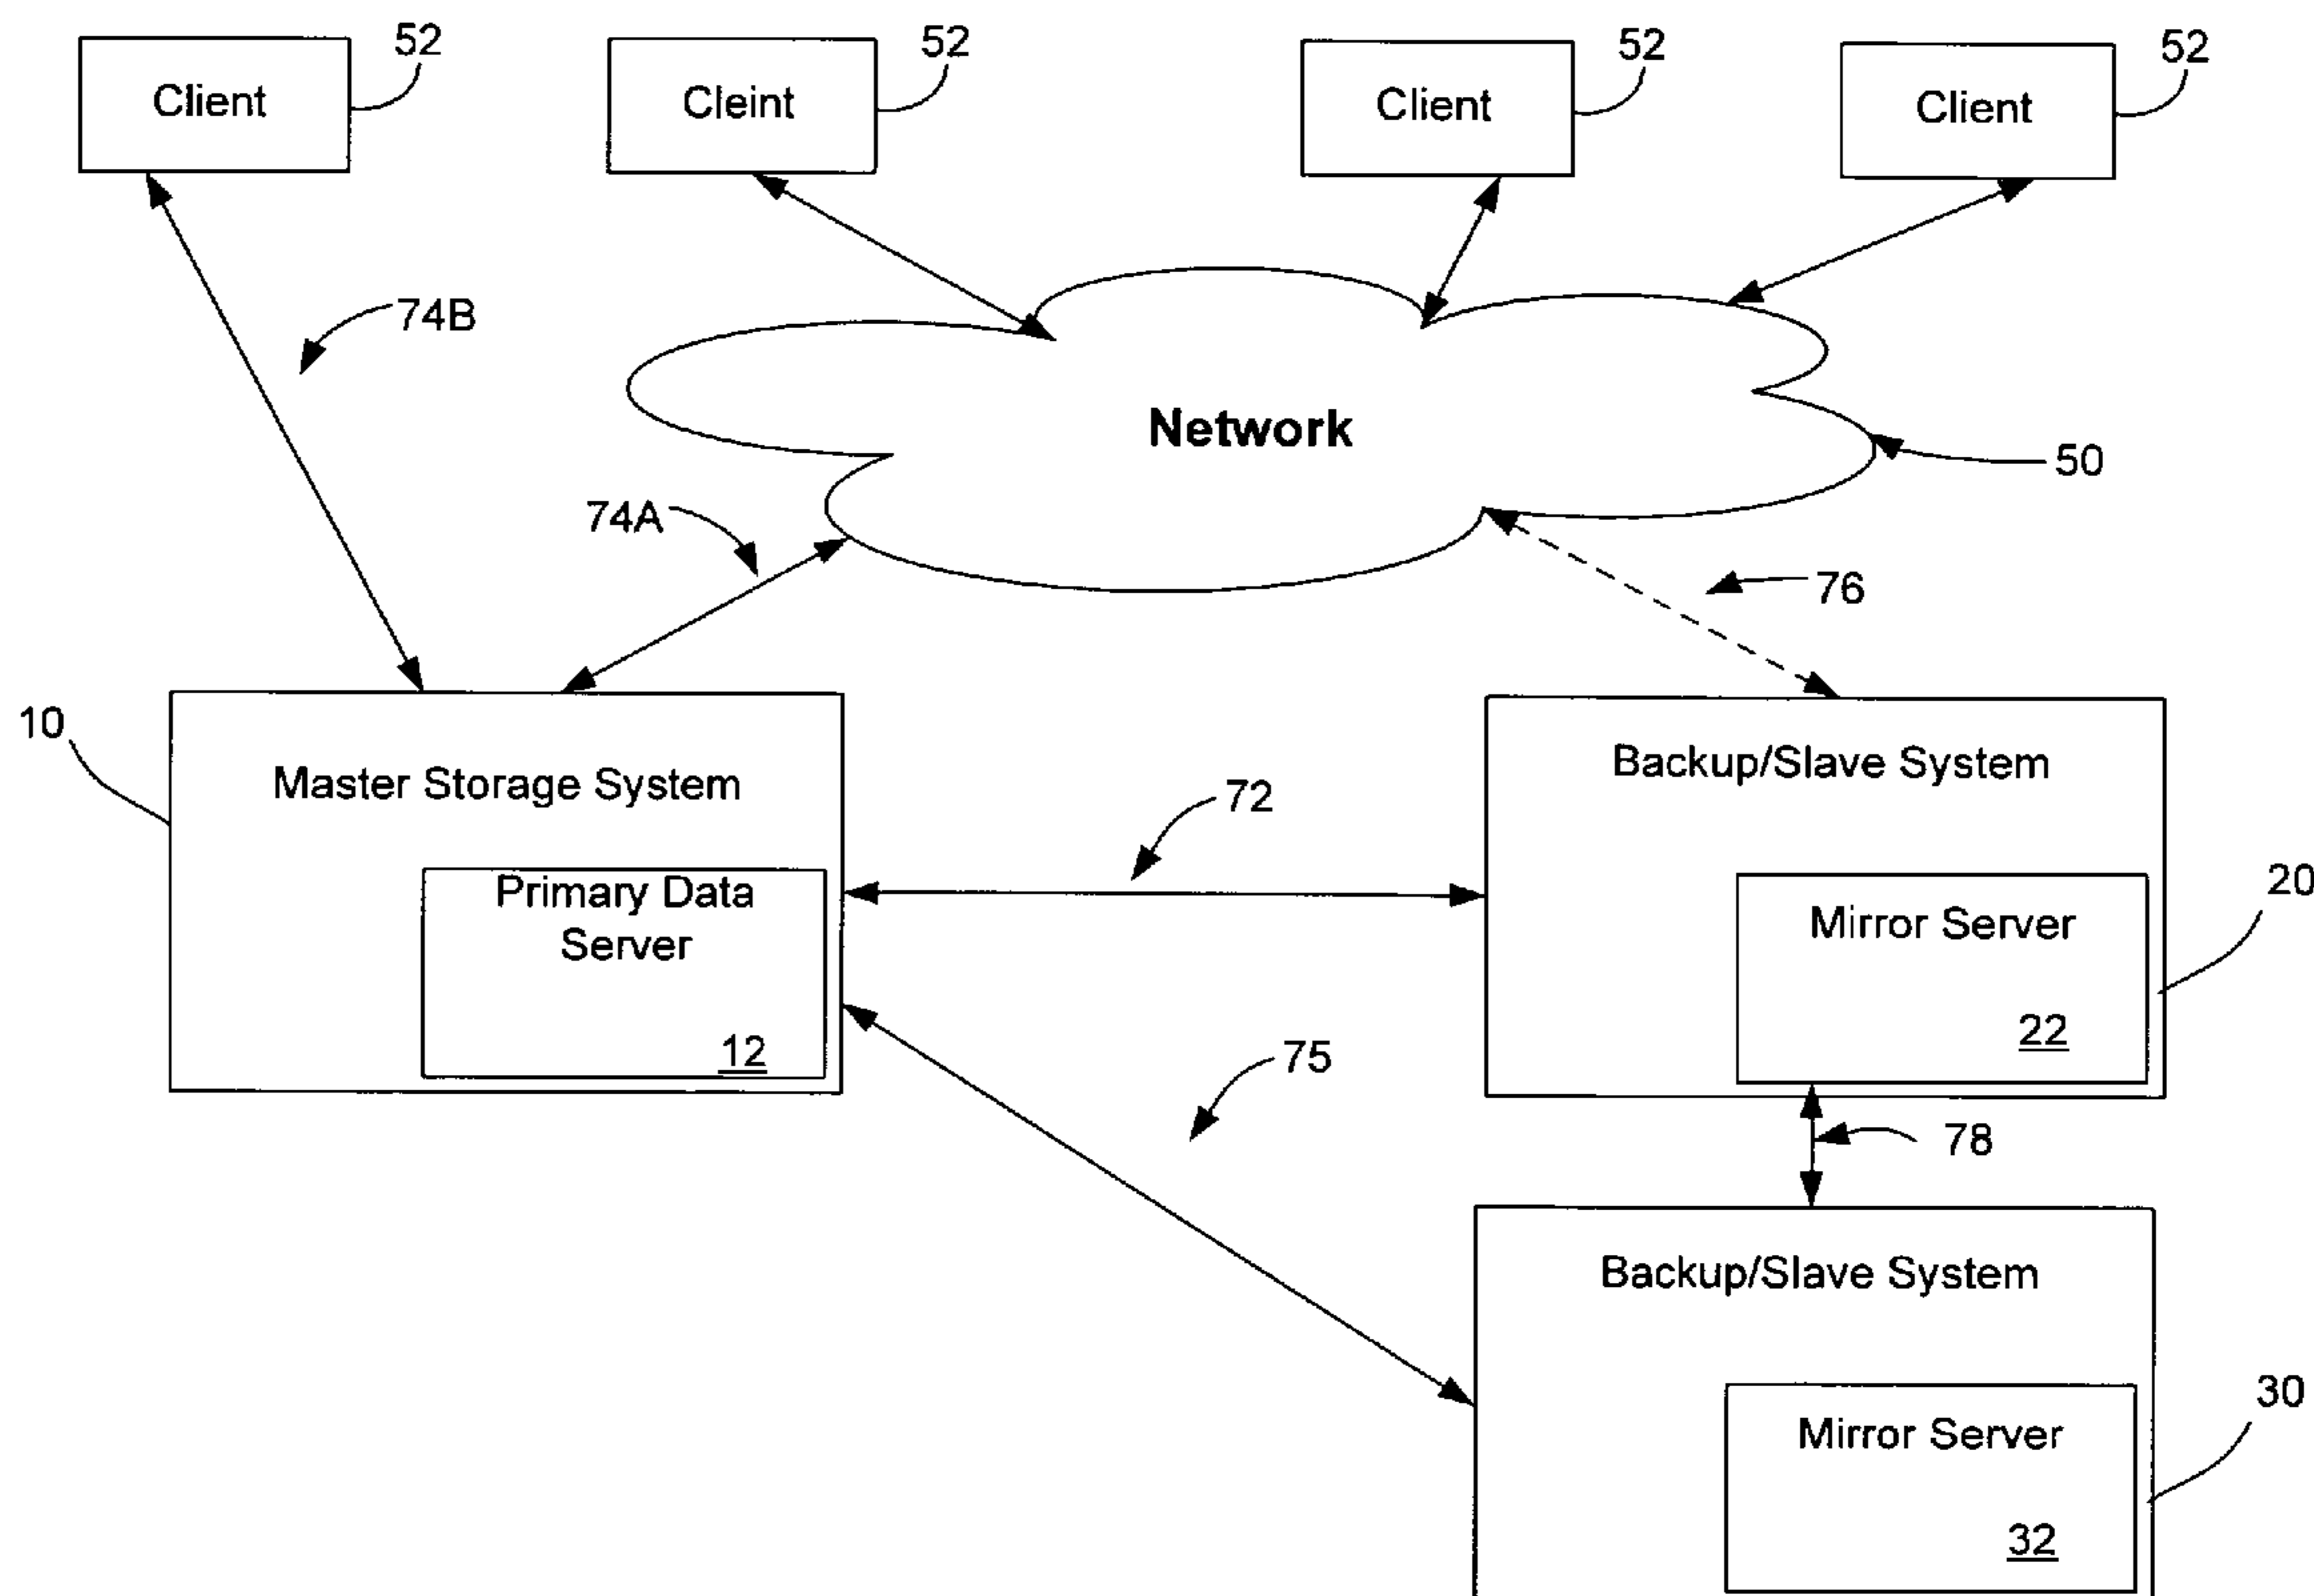 52
52
52
52
Client
Cleint
Client
Client
74B
Network
50
74A
76
10
Master Storage System
Backup/Slave System
72
Primary Data
Server
12
Mirror Server
20
22
75
78
Backup/Slave System
30
Mirror Server
32